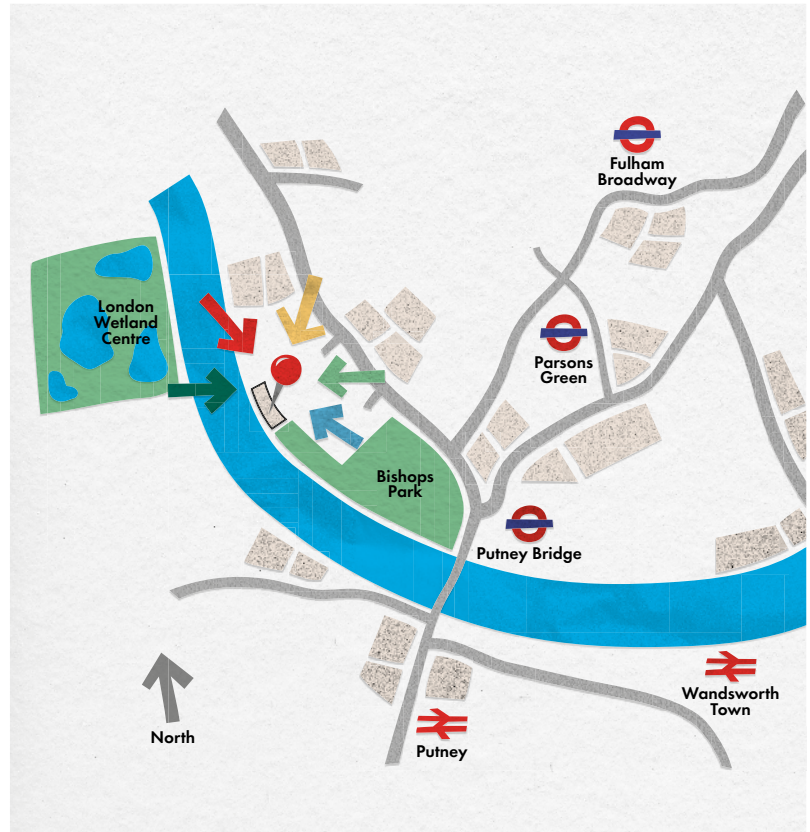 Fulham
Broadway
London
Wetland
Centre
Parsons
Green
Bishops
Park
Putney Bridge
Wandsworth
Town
North
Putney